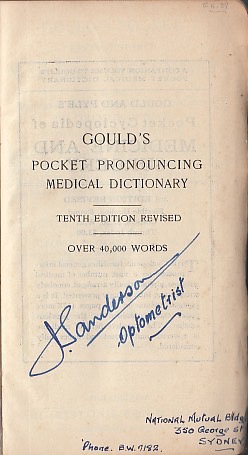 GOULD'S
POCKET PRONOUNCING
MEDICAL DICTIONARY
TENTH EDITION REVISED
OVER 40,000 WORDS
J Sanderson
Optometrist
NATIONAL MUTUAL Bldg
350 George St
SYDNEY
'Phone. B.W. 7182.